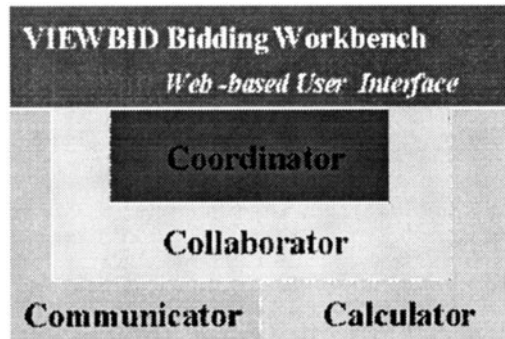 VIEWBID Bidding Workbench
Web-based User Interface
Coordinator
Collaborator
Communicator Calculator